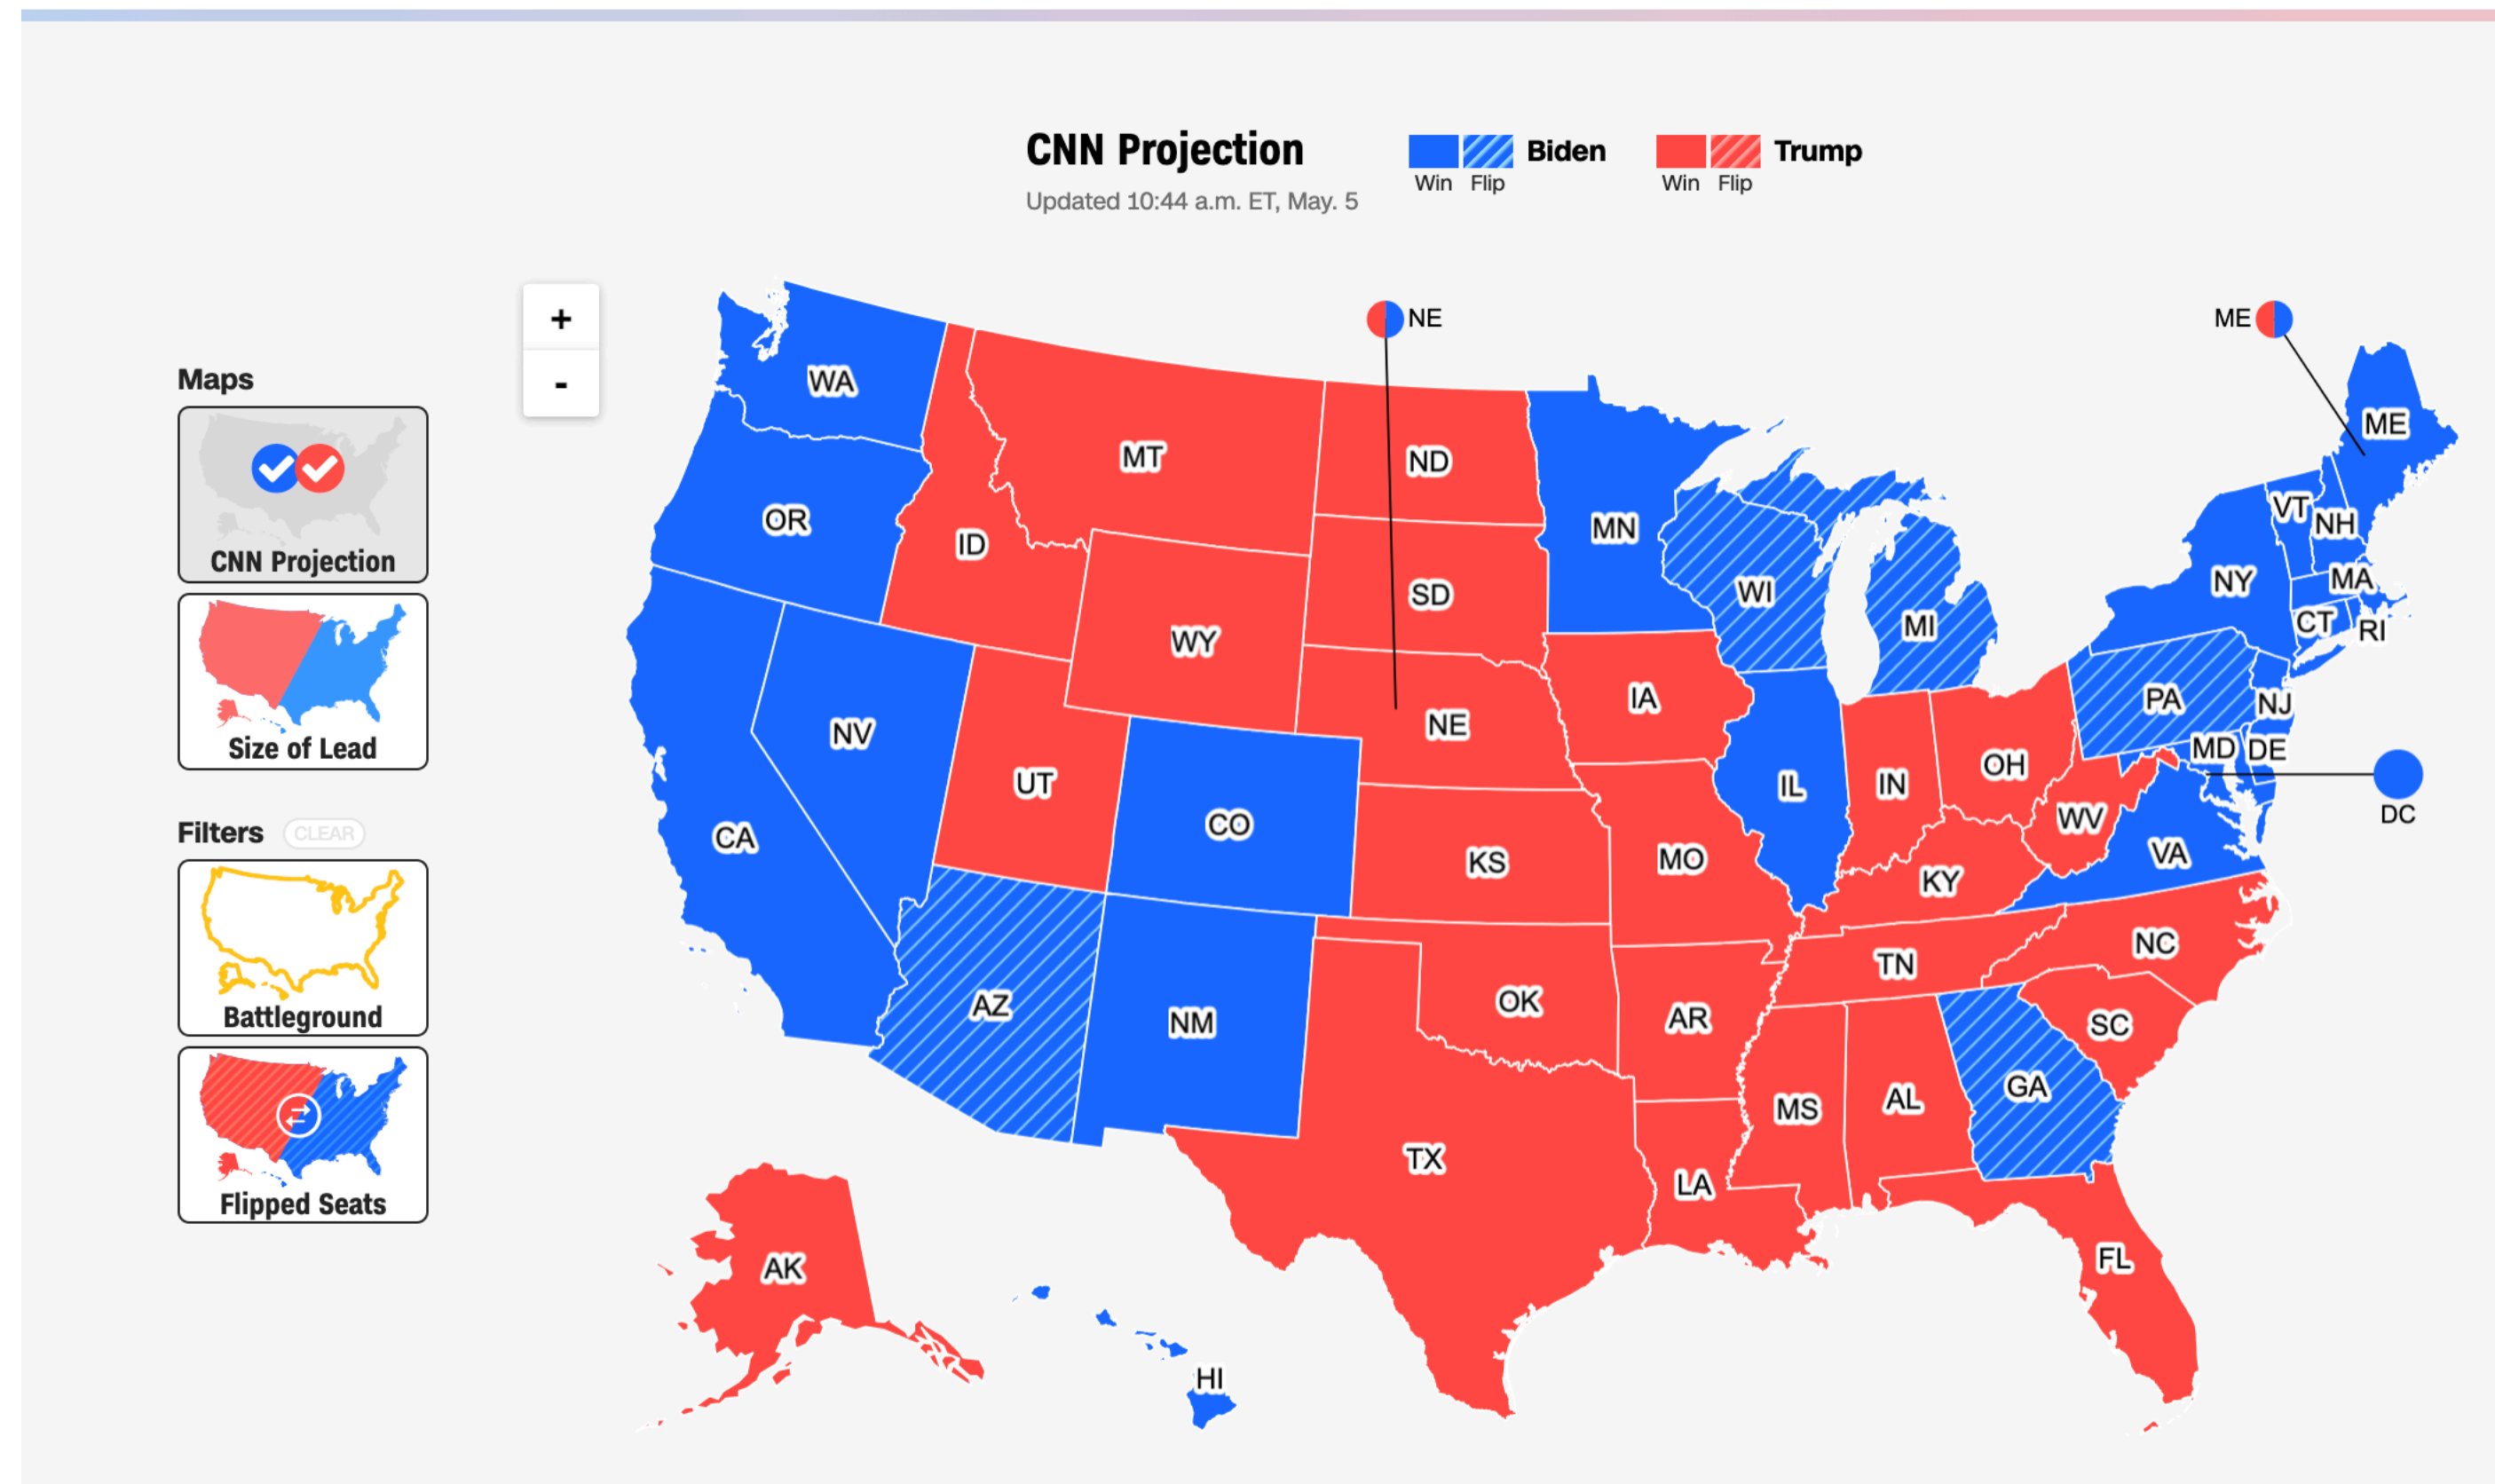 CNN Projection
Updated 10:44 a.m. ET, May. 5
Biden
Win Flip
Trump
Win Flip
+
-
Maps
CNN Projection
Size of Lead
Filters CLEAR
Battleground
Flipped Seats
NE
ME
WA
ME
MT
ND
OR
VT
NH
MN
ID
MA
NY
WI
SD
CT
RI
MI
WY
IA
PA
NJ
NE
NV
MD
DE
OH
UT
IN
IL
DC
WV
CO
CA
VA
MO
KS
KY
NC
TN
OK
AZ
AR
NM
SC
GA
AL
MS
TX
LA
FL
AK
HI